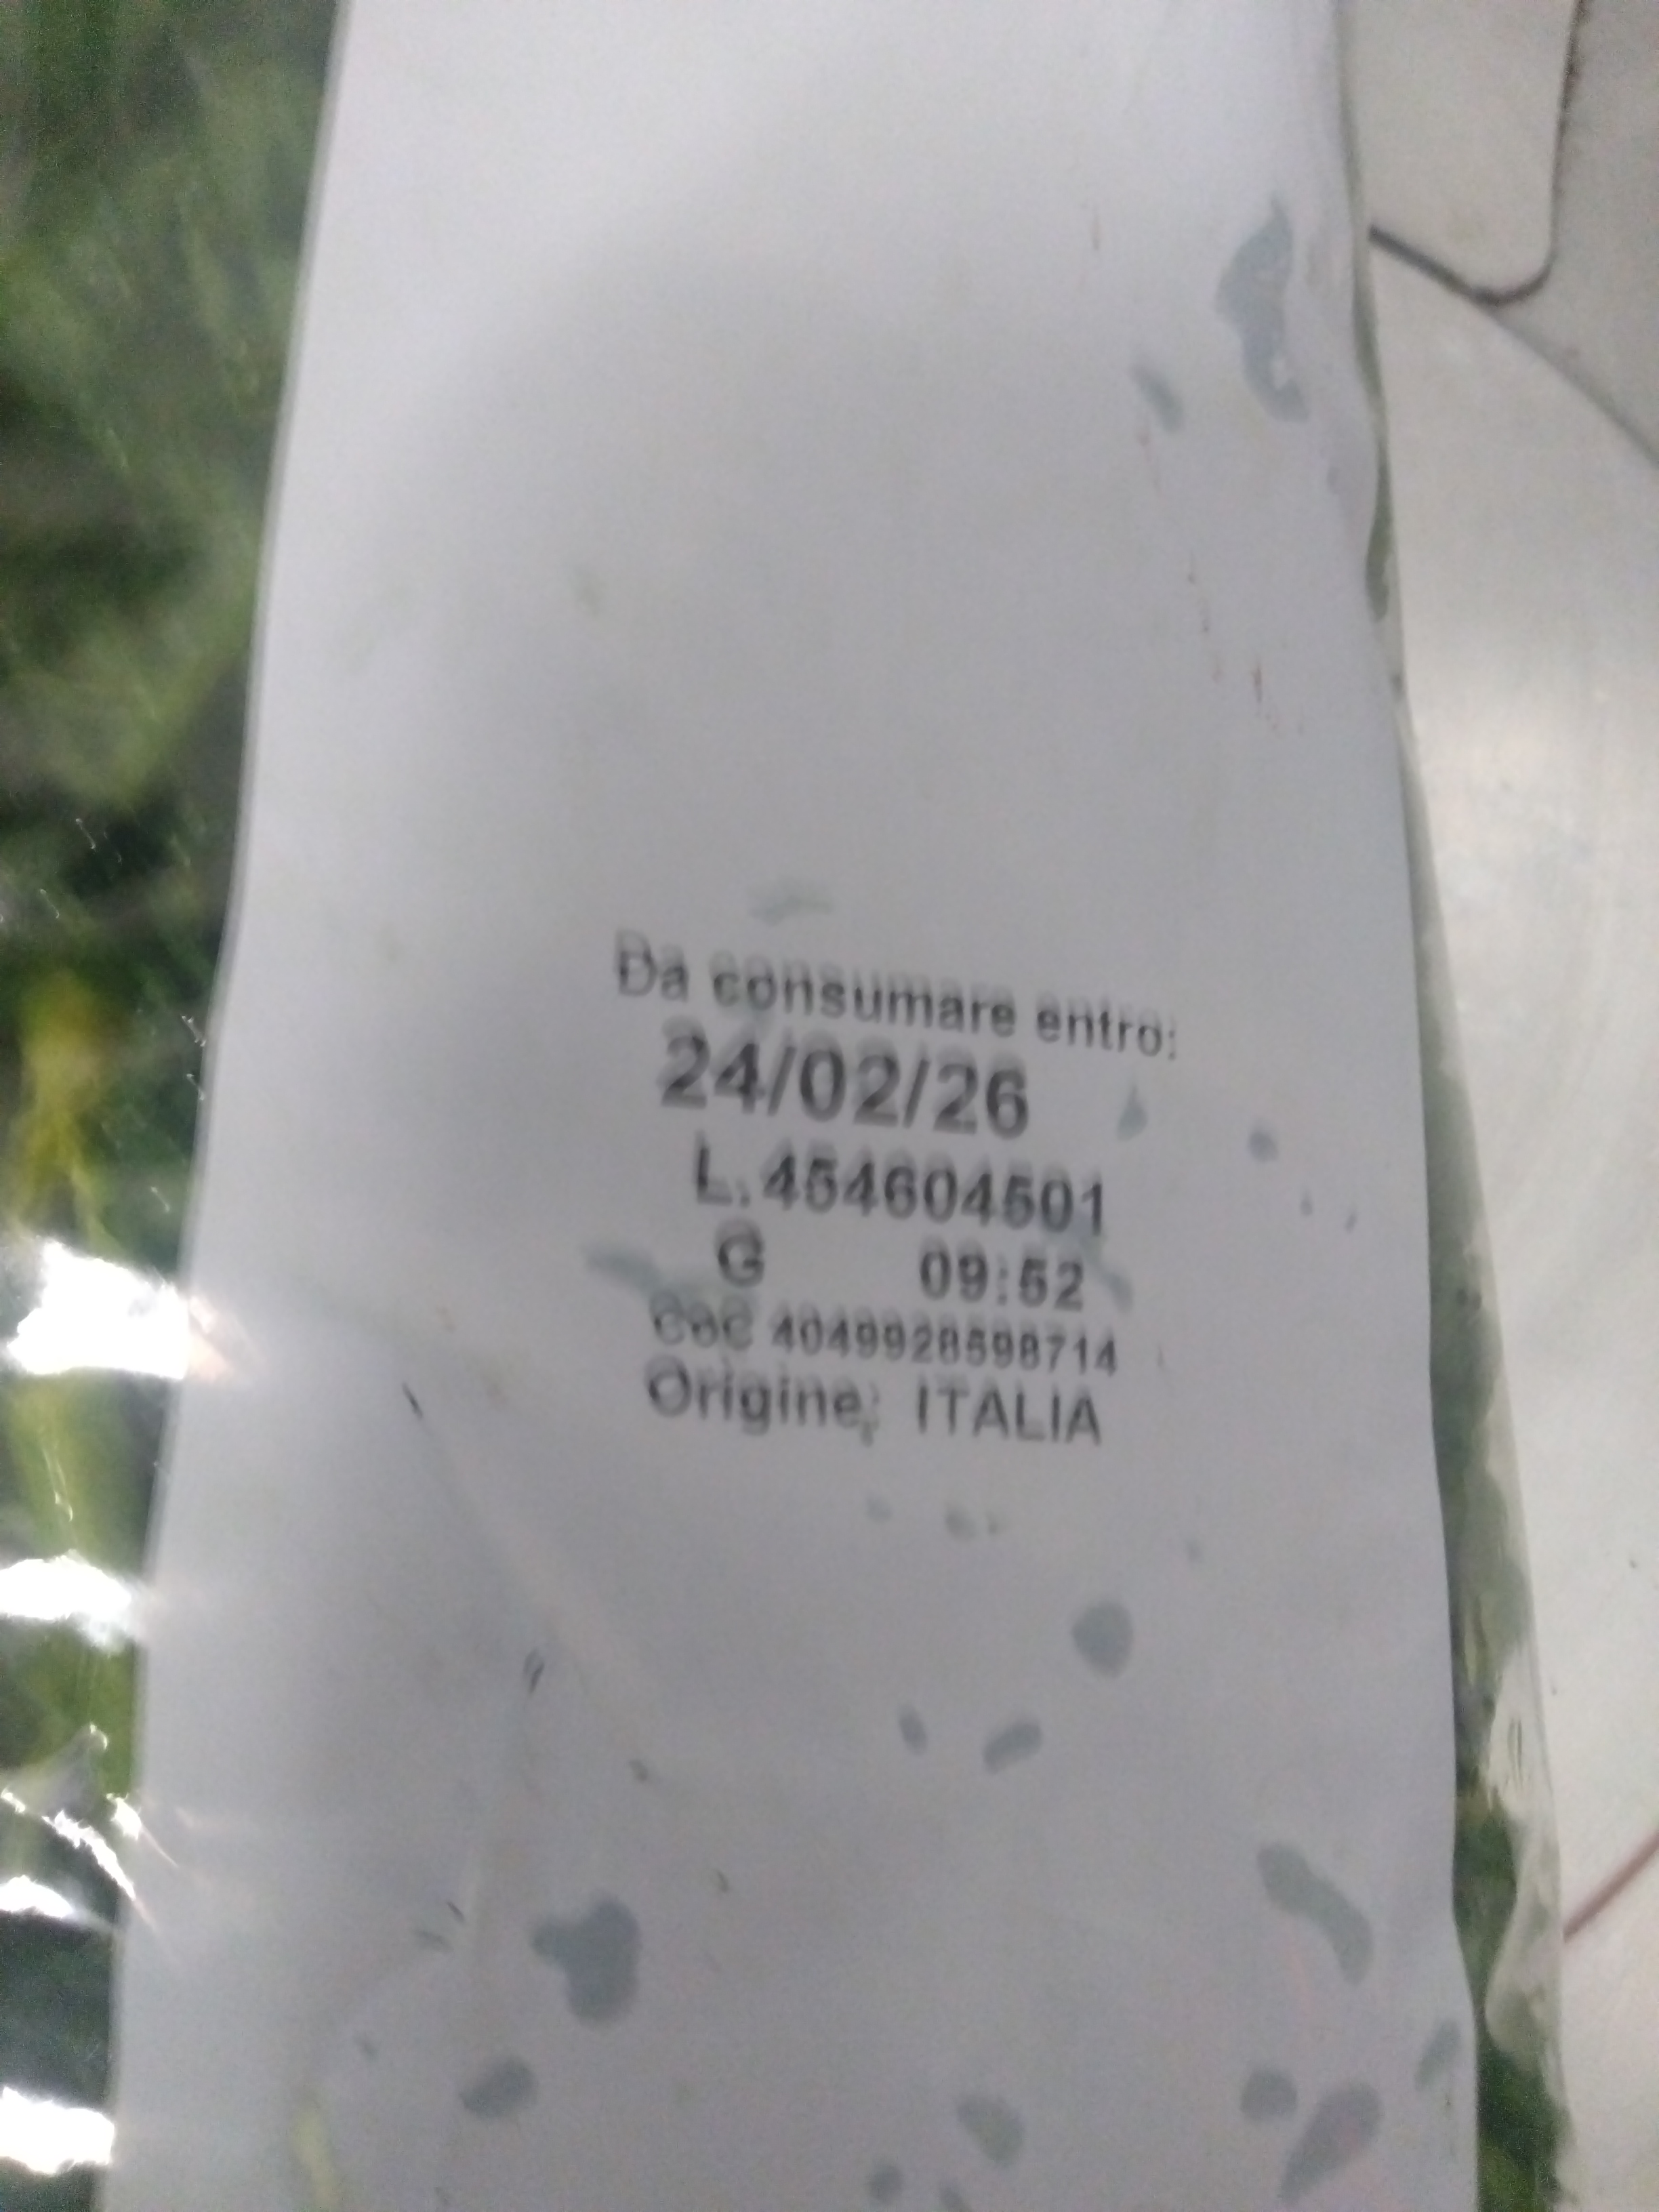 Da consumare entro:
24/02/26
L.454604501
G 09:52
CoC 4049928598714
Origine: ITALIA